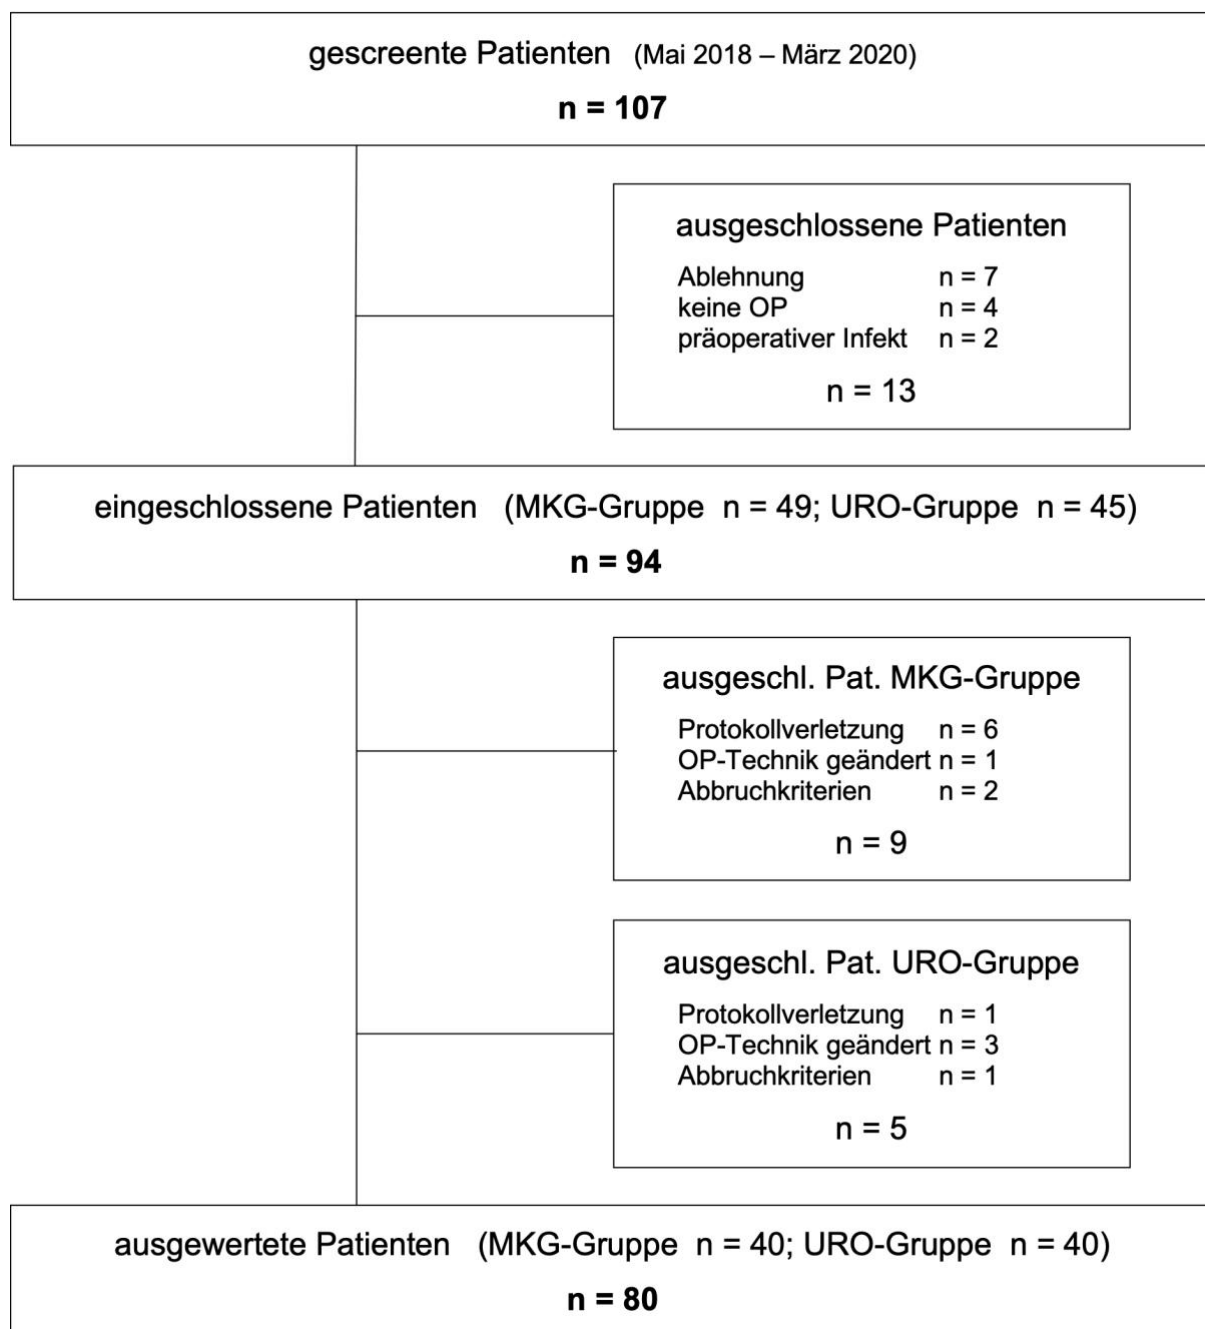 gescreente Patienten (Mai 2018 – März 2020)
n = 107
ausgeschlossene Patienten
Ablehnung n = 7
keine OP n = 4
präoperativer Infekt n = 2
n = 13
eingeschlossene Patienten (MKG-Gruppe n = 49; URO-Gruppe n = 45)
n = 94
ausgeschl. Pat. MKG-Gruppe
Protokollverletzung n = 6
OP-Technik geändert n = 1
Abbruchkriterien n = 2
n = 9
ausgeschl. Pat. URO-Gruppe
Protokollverletzung n = 1
OP-Technik geändert n = 3
Abbruchkriterien n = 1
n = 5
ausgewertete Patienten (MKG-Gruppe n = 40; URO-Gruppe n = 40)
n = 80